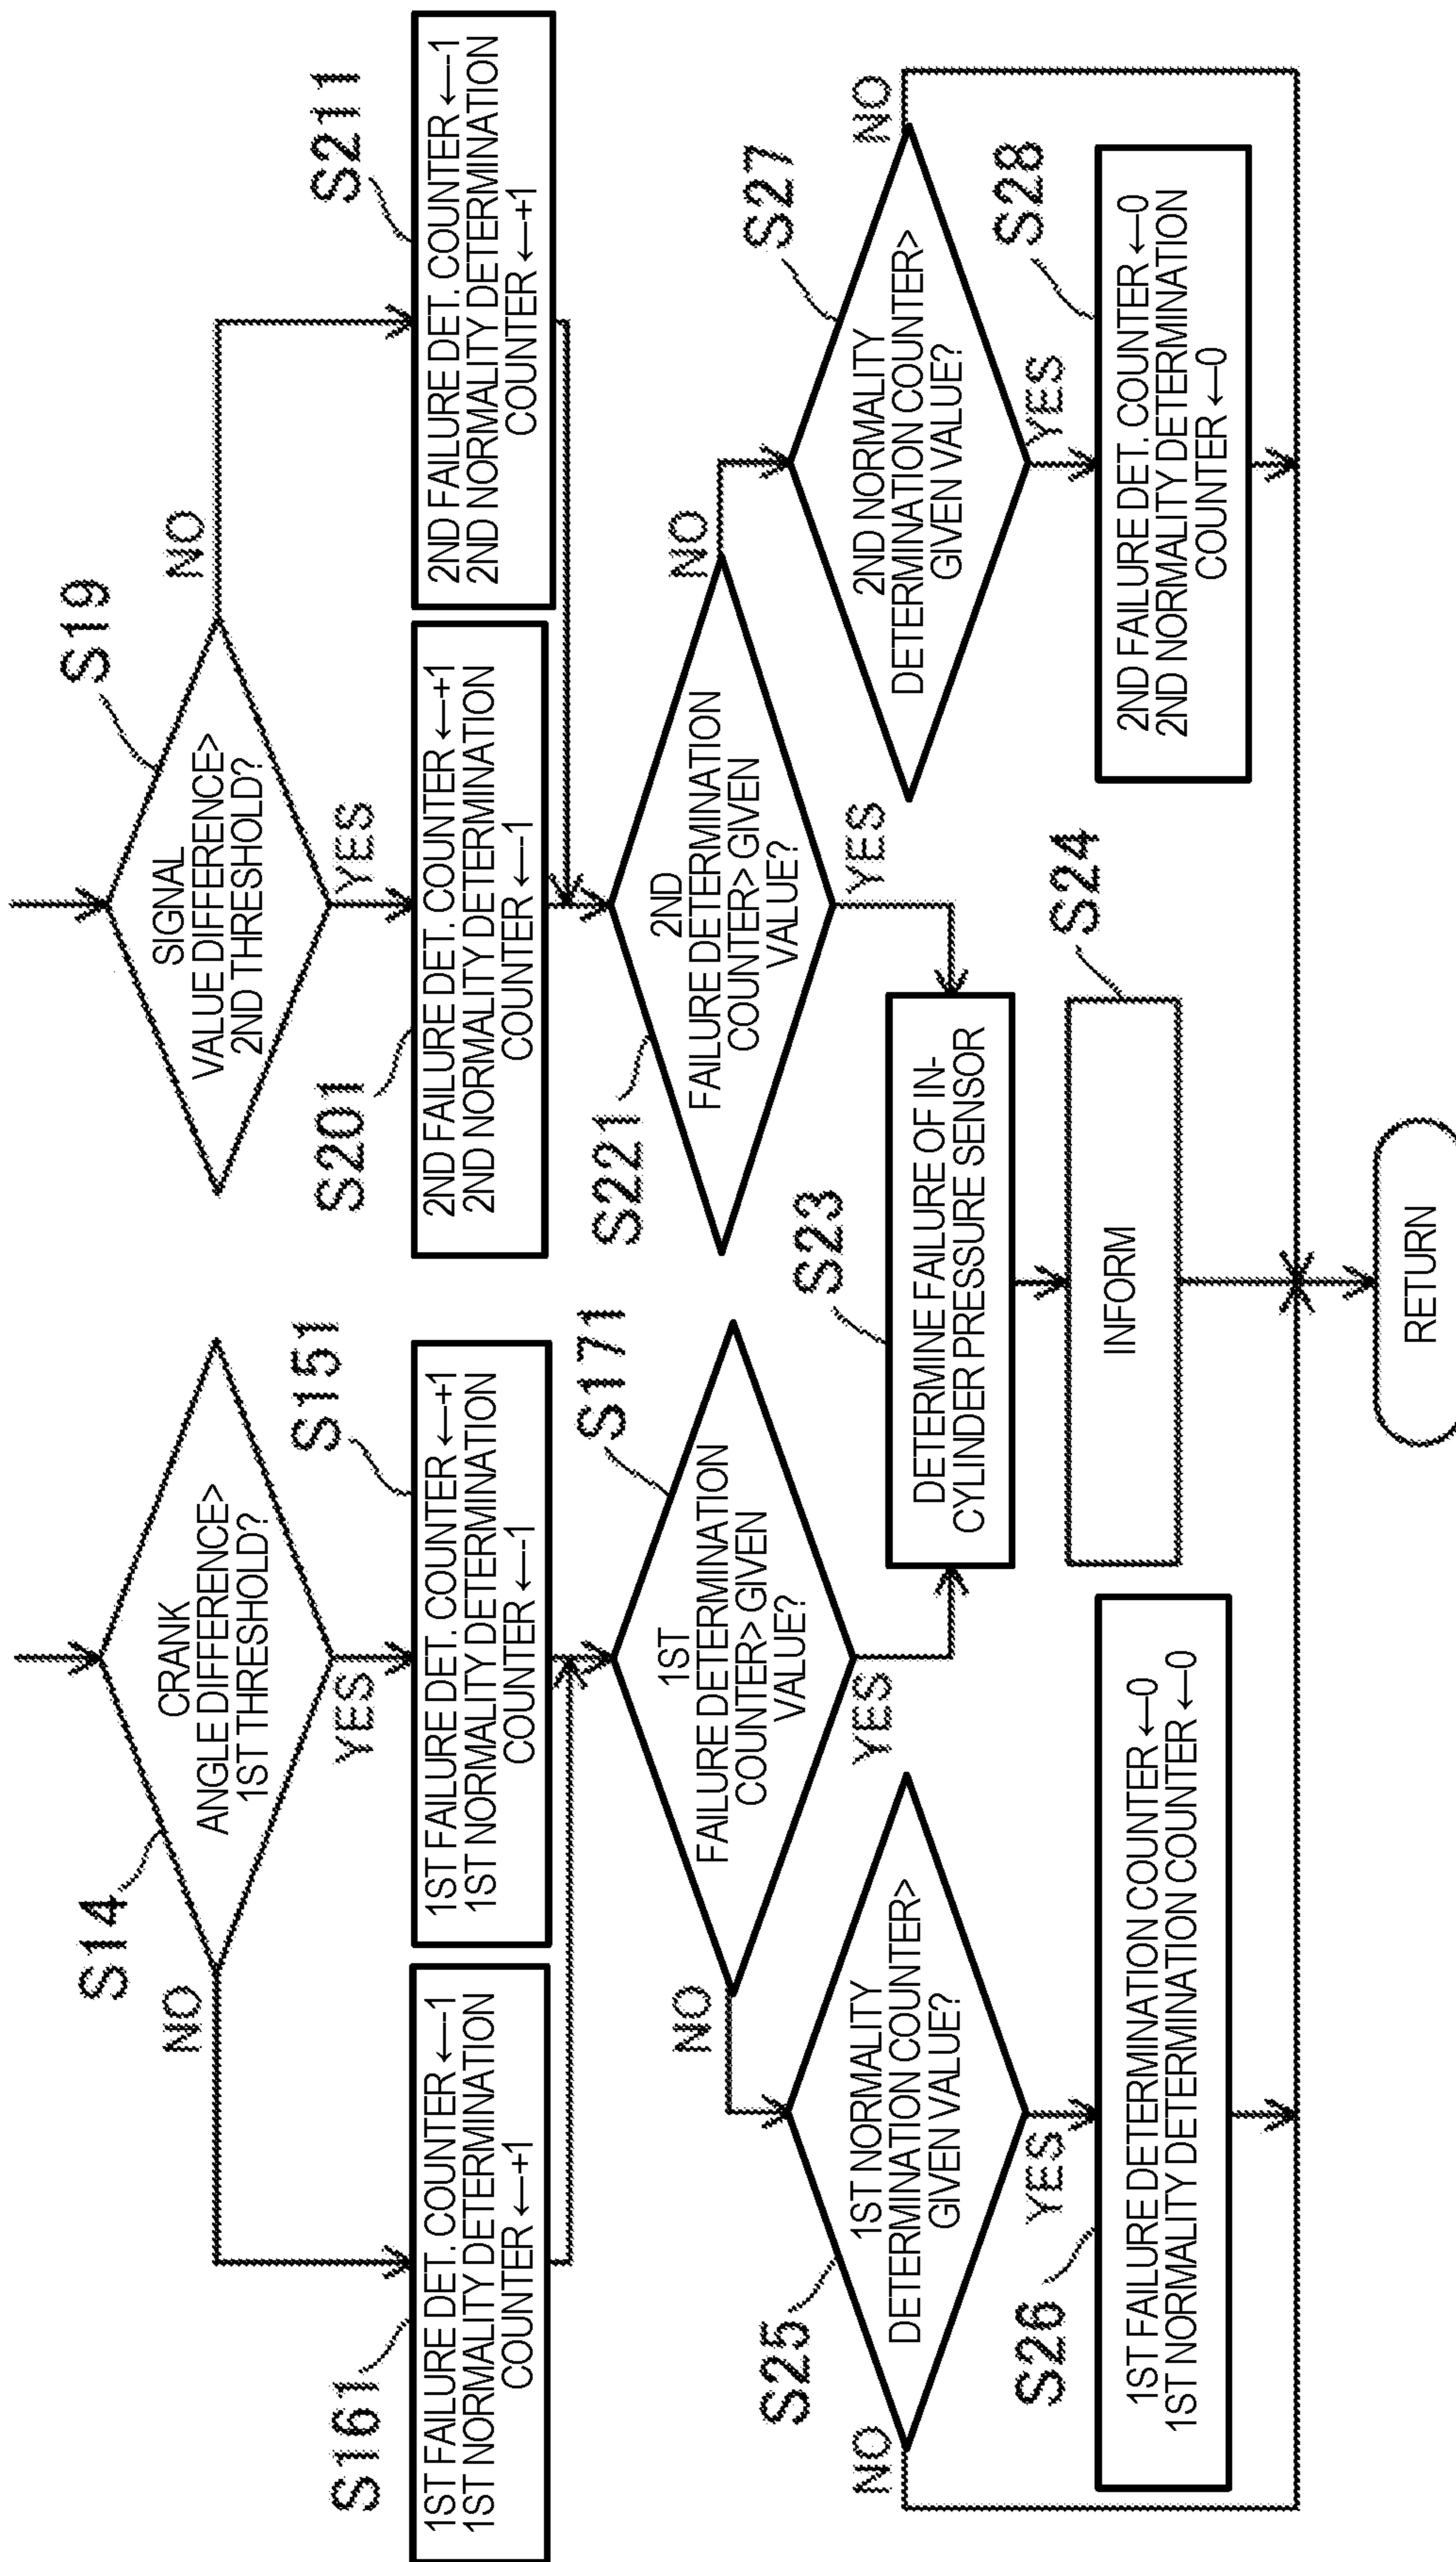 S14
CRANK
ANGLE DIFFERENCE>
1ST THRESHOLD?
NO
YES
S161
1ST FAILURE DET. COUNTER ←-1
1ST NORMALITY DETERMINATION
COUNTER ←+1
S151
1ST FAILURE DET. COUNTER ←+1
1ST NORMALITY DETERMINATION
COUNTER ←-1
S171
1ST
FAILURE DETERMINATION
COUNTER> GIVEN
VALUE?
NO
YES
S25
1ST NORMALITY
DETERMINATION COUNTER>
GIVEN VALUE?
NO
YES
S26
1ST FAILURE DETERMINATION COUNTER ←0
1ST NORMALITY DETERMINATION COUNTER ←0
S19
SIGNAL
VALUE DIFFERENCE>
2ND THRESHOLD?
NO
YES
S201
2ND FAILURE DET. COUNTER ←+1
2ND NORMALITY DETERMINATION
COUNTER ←-1
S211
2ND FAILURE DET. COUNTER ←-1
2ND NORMALITY DETERMINATION
COUNTER ←+1
S221
2ND
FAILURE DETERMINATION
COUNTER> GIVEN
VALUE?
NO
YES
S27
2ND NORMALITY
DETERMINATION COUNTER>
GIVEN VALUE?
NO
YES
S28
2ND FAILURE DET. COUNTER ←0
2ND NORMALITY DETERMINATION
COUNTER ←0
S23
DETERMINE FAILURE OF IN-
CYLINDER PRESSURE SENSOR
S24
INFORM
RETURN